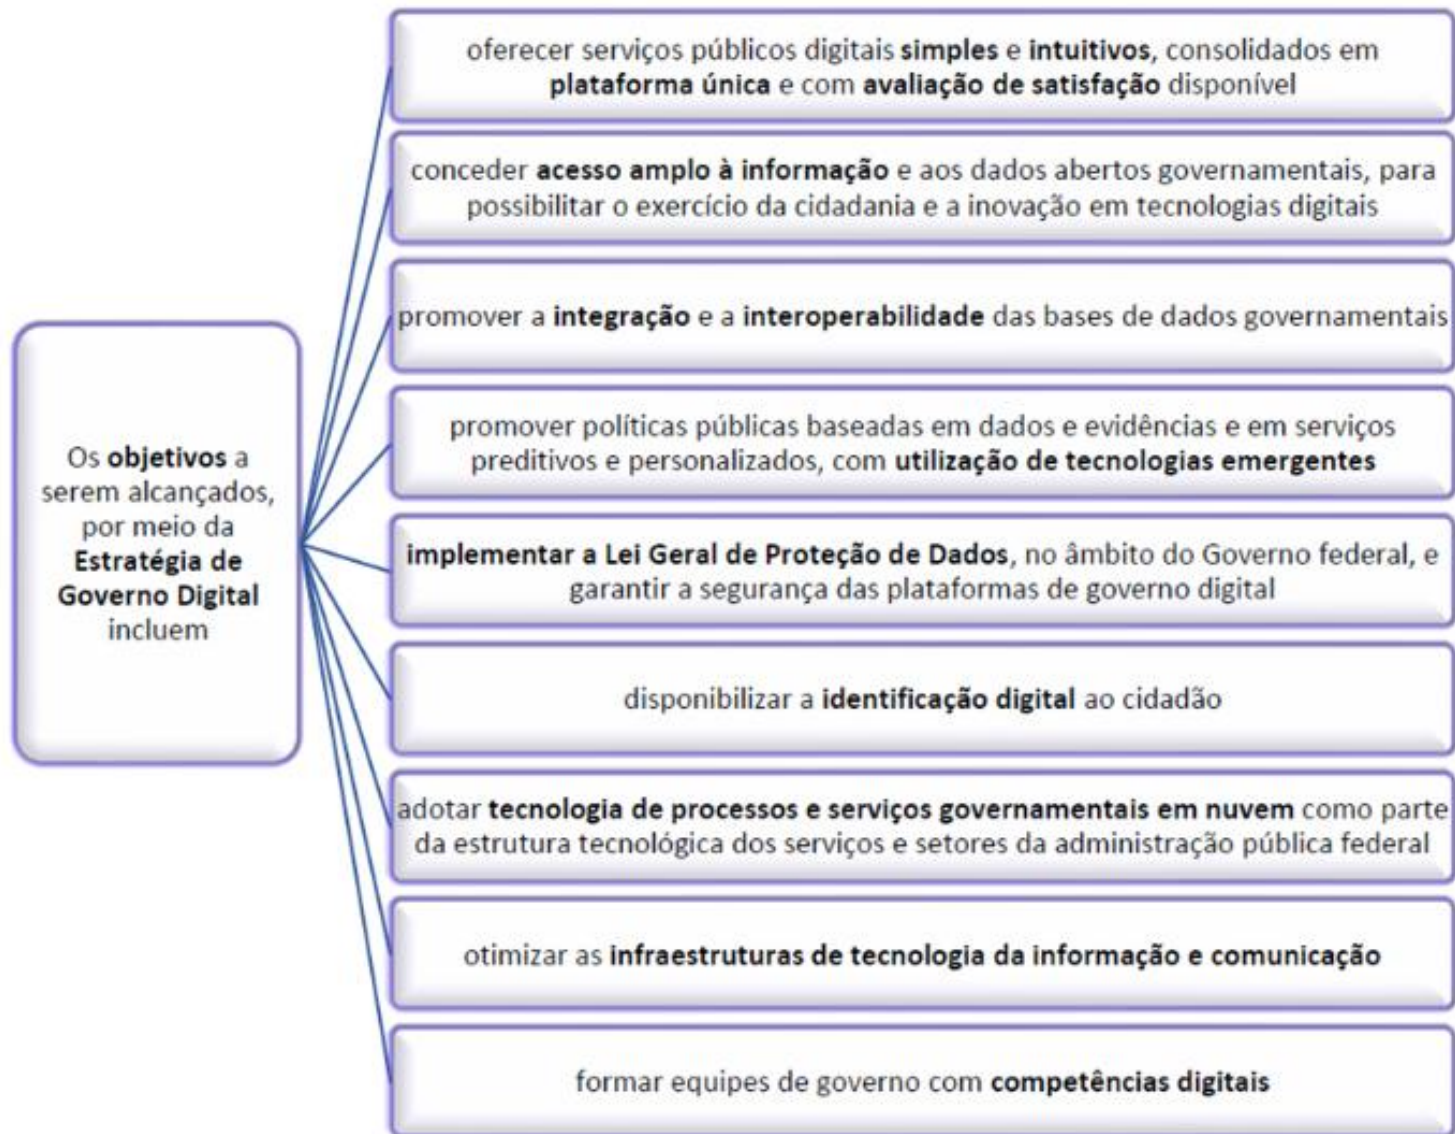 Os objetivos a
serem alcançados,
por meio da
Estratégia de
Governo Digital
incluem
oferecer serviços públicos digitais simples e intuitivos, consolidados em
plataforma única e com avaliação de satisfação disponível
conceder acesso amplo à informação e aos dados abertos governamentais, para
possibilitar o exercício da cidadania e a inovação em tecnologias digitais
promover a integração e a interoperabilidade das bases de dados governamentais
promover políticas públicas baseadas em dados e evidências e em serviços
preditivos e personalizados, com utilização de tecnologias emergentes
implementar a Lei Geral de Proteção de Dados, no âmbito do Governo federal, e
garantir a segurança das plataformas de governo digital
disponibilizar a identificação digital ao cidadão
adotar tecnologia de processos e serviços governamentais em nuvem como parte
da estrutura tecnológica dos serviços e setores da administração pública federal
otimizar as infraestruturas de tecnologia da informação e comunicação
formar equipes de governo com competências digitais